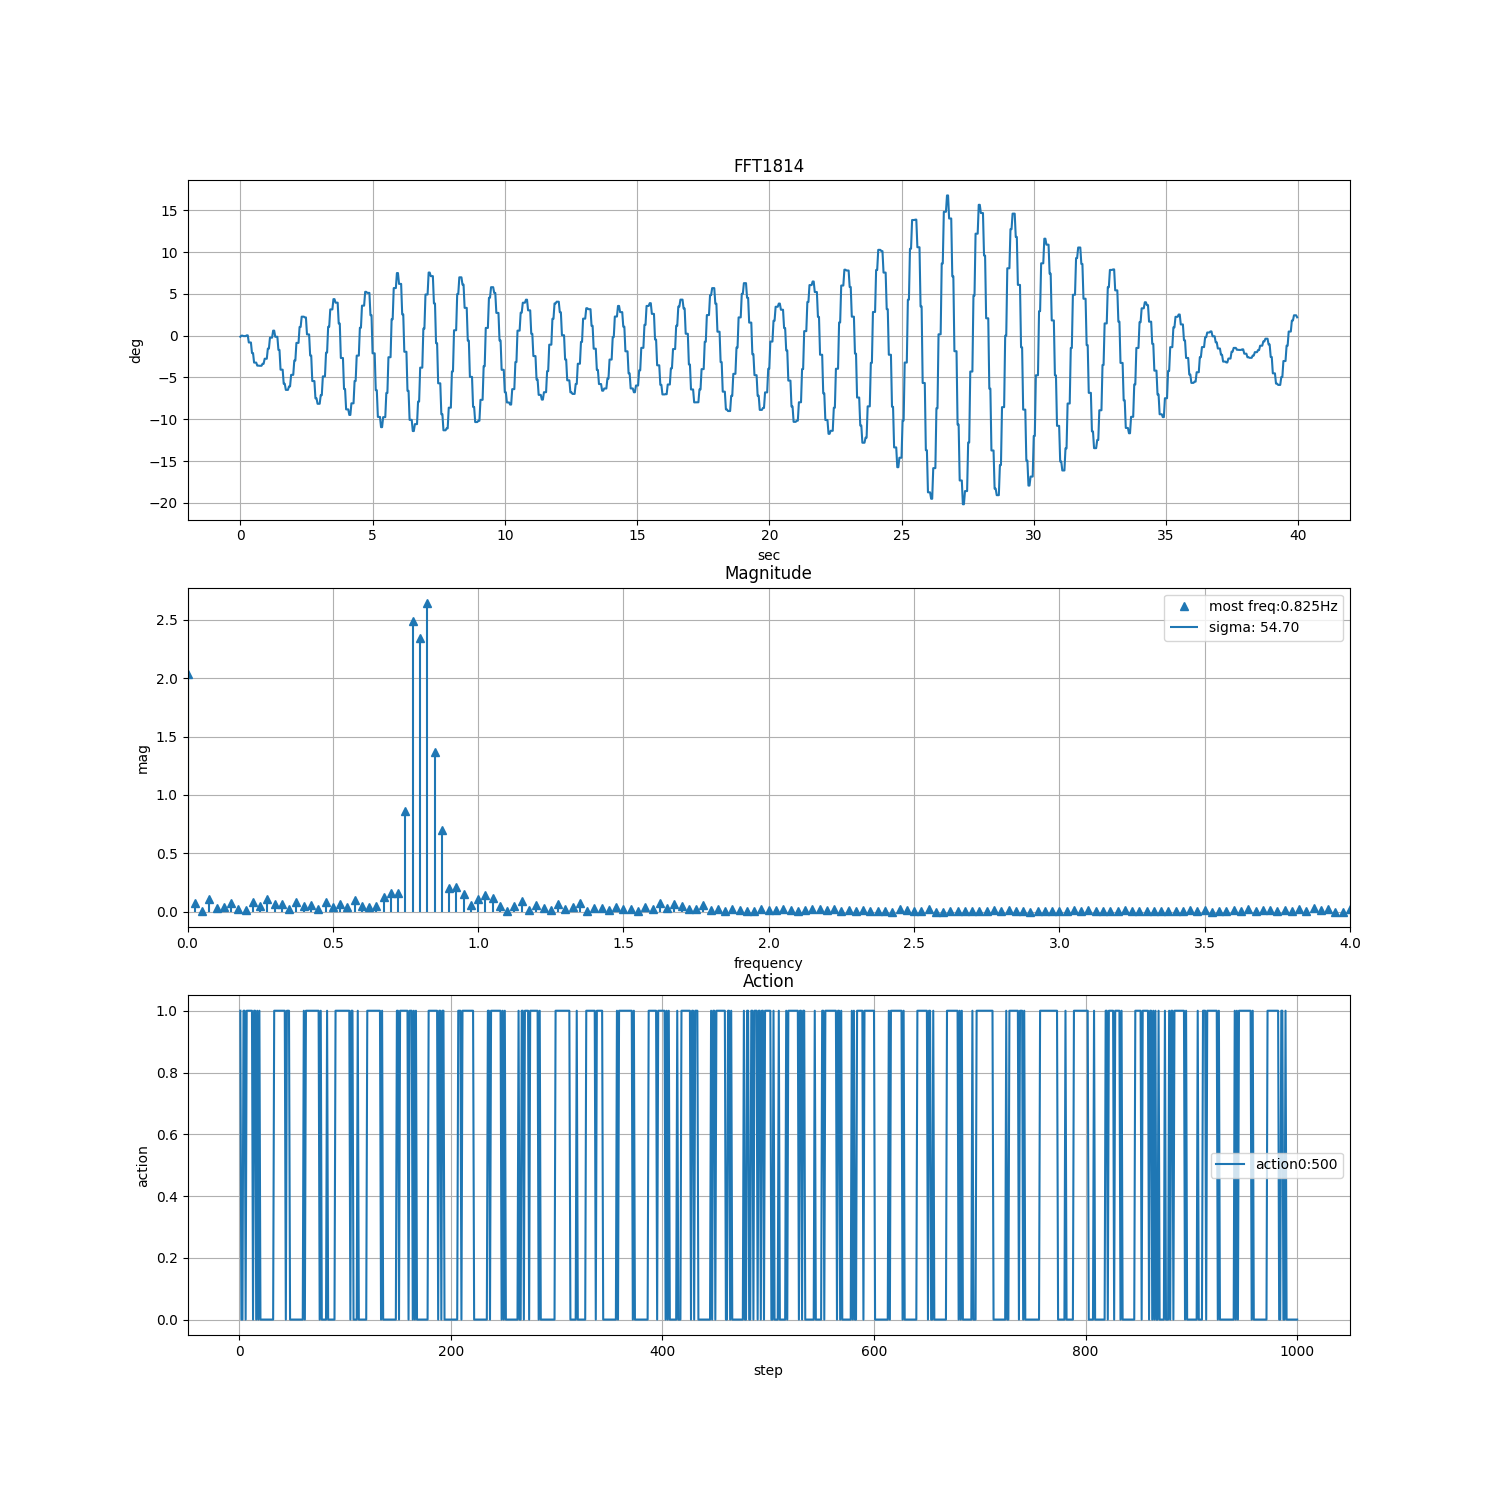 FFT1814
15
10
5
0
−5
−10
−15
−20
deg
0 5 10 15 20 25 30 35 40
sec
Magnitude
most freq:0.825Hz
sigma: 54.70
2.5
2.0
1.5
1.0
0.5
0.0
mag
0.0 0.5 1.0 1.5 2.0 2.5 3.0 3.5 4.0
frequency
Action
1.0
0.8
0.6
0.4
0.2
0.0
action
action0:500
0 200 400 600 800 1000
step